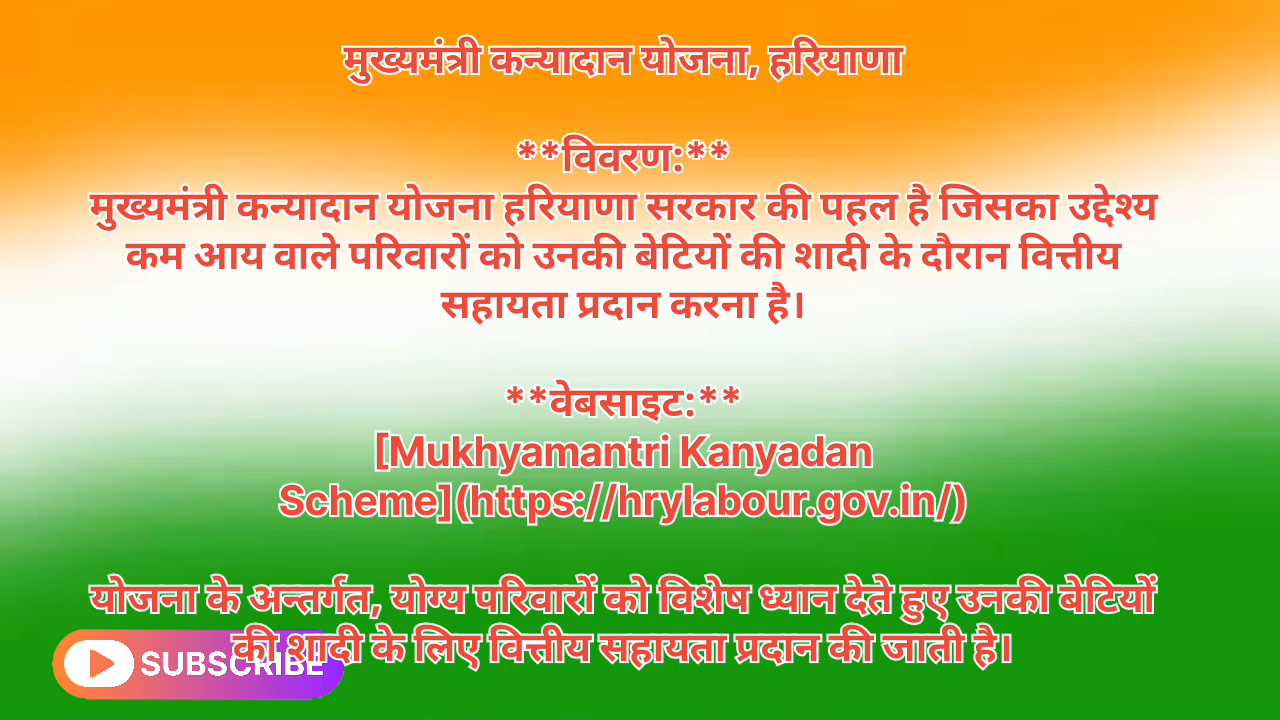 मुख्यमंत्री कन्यादान योजना, हरियाणा
**विवरण:**
मुख्यमंत्री कन्यादान योजना हरियाणा सरकार की पहल है जिसका उद्देश्य
कम आय वाले परिवारों को उनकी बेटियों की शादी के दौरान वित्तीय
सहायता प्रदान करना है।
**वेबसाइट:**
[Mukhyamantri Kanyadan
Scheme](https://hrylabour.gov.in/)
योजना के अन्तर्गत, योग्य परिवारों को विशेष ध्यान देते हुए उनकी बेटियों
की शादी के लिए वित्तीय सहायता प्रदान की जाती है।
SUBSCRIBE